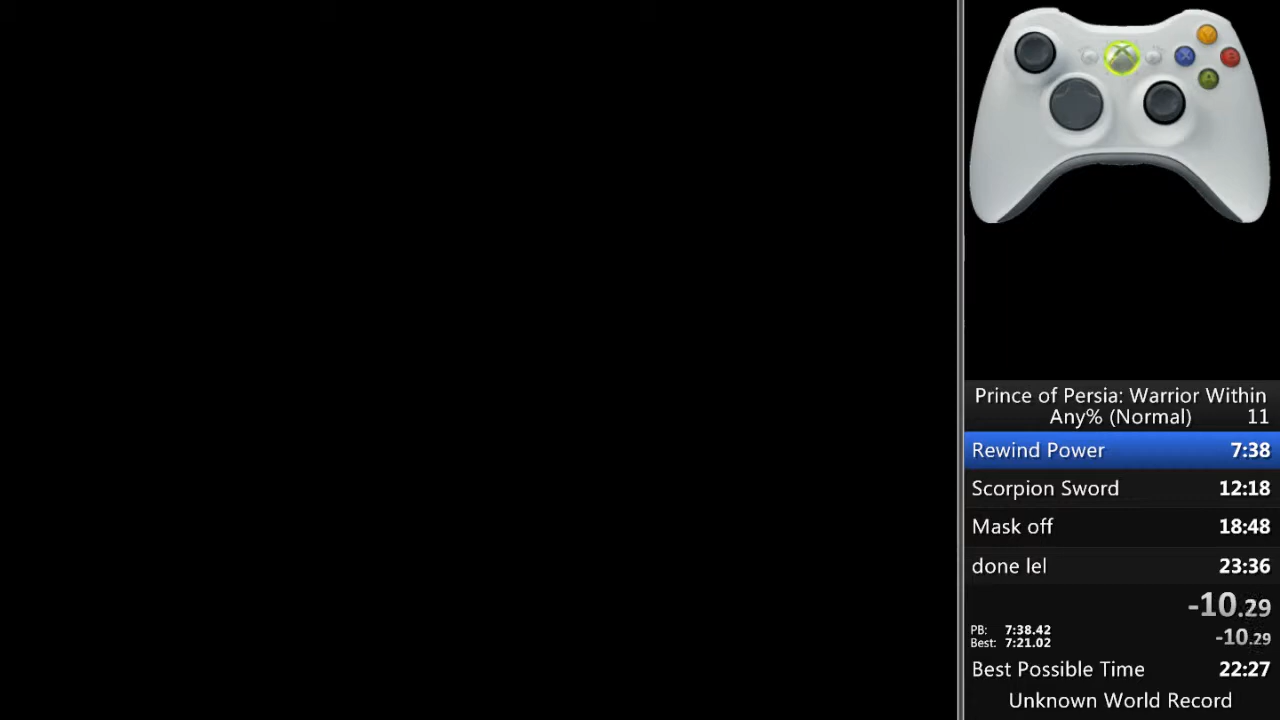 Y
X
B
A
Prince of Persia: Warrior Within
Any% (Normal) 11
Rewind Power 7:38
Scorpion Sword 12:18
Mask off 18:48
done lel 23:36
-10.29
PB: 7:38.42
Best: 7:21.02
-10.29
Best Possible Time 22:27
Unknown World Record